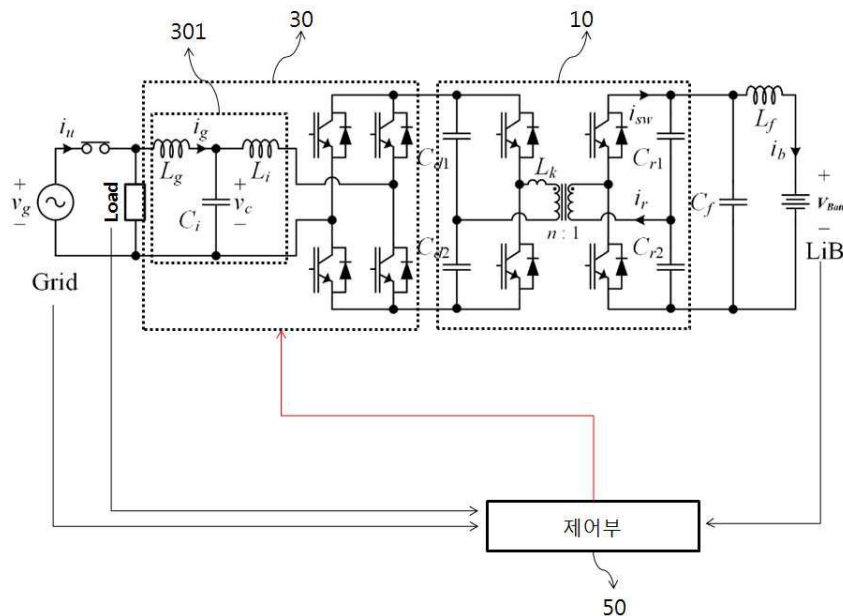 301
30
10
i_u
i_g
L_g
L_i
+
v_g
−
Load
C_i
+
v_c
−
Grid
C_d1
C_d2
L_k
n : 1
i_sw
i_r
C_r1
C_r2
C_f
L_f
i_b
+
v_Batt
−
LiB
제어부
50